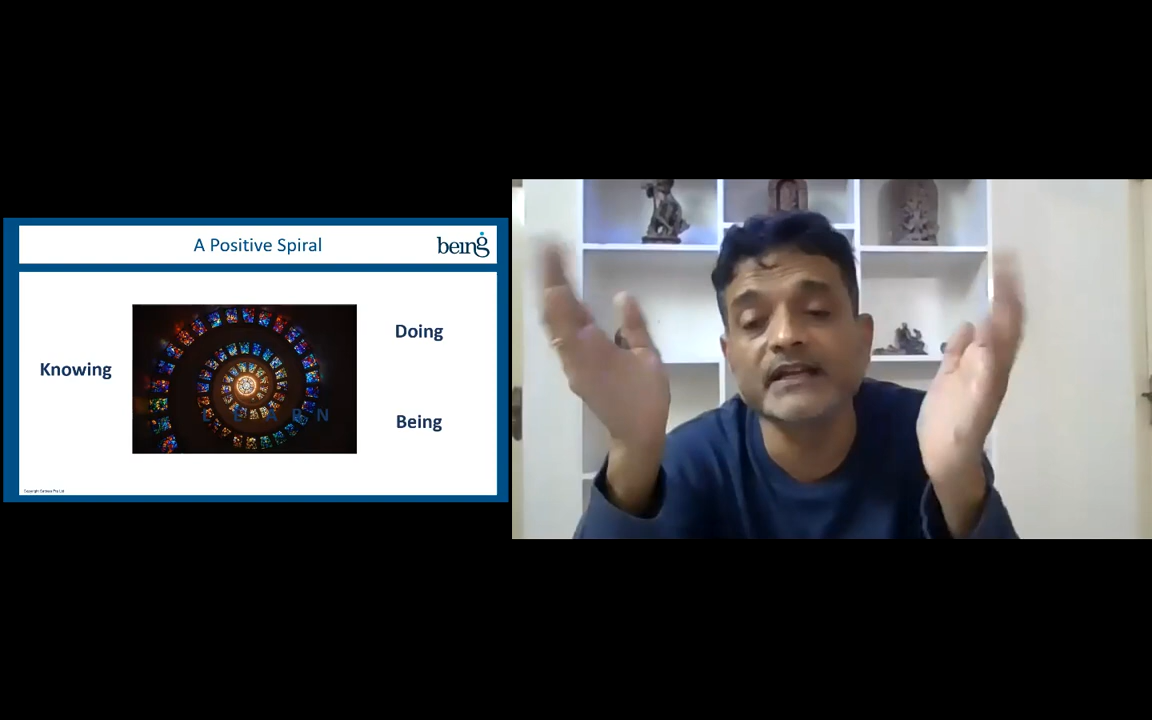 A Positive Spiral
being
Doing
Knowing
L E A R N
Being